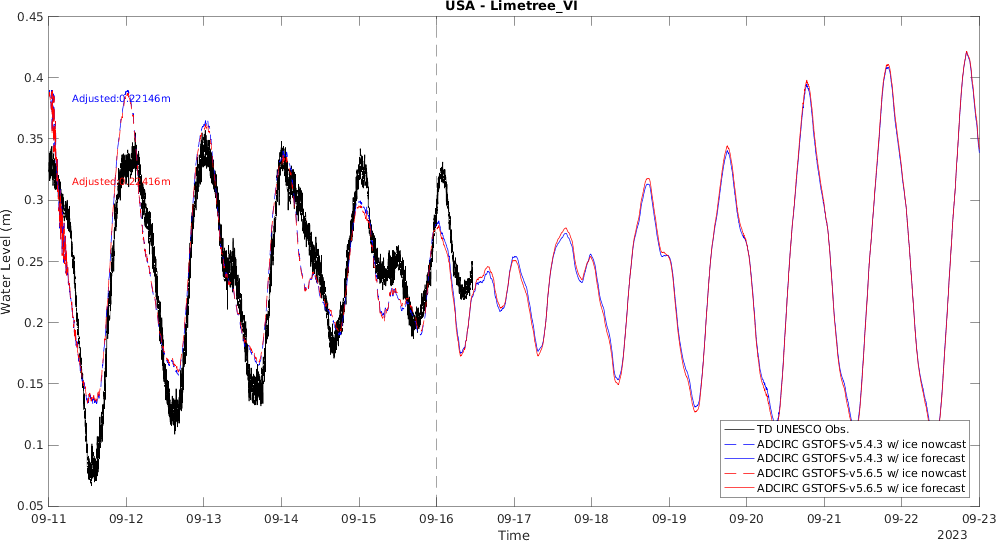 USA - Limetree_VI
0.45
0.4
0.35
0.3
0.25
0.2
0.15
0.1
0.05
Water Level (m)
Adjusted:0.22146m
Adjusted:0.22416m
TD UNESCO Obs.
ADCIRC GSTOFS-v5.4.3 w/ ice nowcast
ADCIRC GSTOFS-v5.4.3 w/ ice forecast
ADCIRC GSTOFS-v5.6.5 w/ ice nowcast
ADCIRC GSTOFS-v5.6.5 w/ ice forecast
09-11 09-12 09-13 09-14 09-15 09-16 09-17 09-18 09-19 09-20 09-21 09-22 09-23
Time
2023